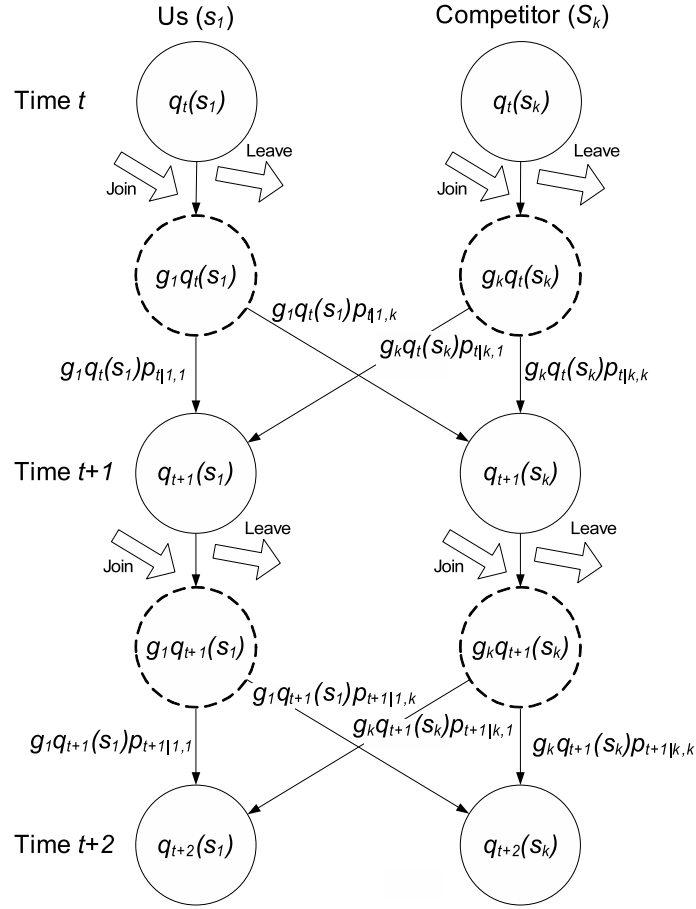 Us (s₁) Competitor (Sₖ)
Time t qₜ(s₁) qₜ(sₖ)
Join Leave Join Leave
g₁qₜ(s₁) gₖqₜ(sₖ)
g₁qₜ(s₁)pₜ|₁,ₖ
gₖqₜ(sₖ)pₜ|ₖ,₁
g₁qₜ(s₁)pₜ|₁,₁ gₖqₜ(sₖ)pₜ|ₖ,ₖ
Time t+1 qₜ₊₁(s₁) qₜ₊₁(sₖ)
Join Leave Join Leave
g₁qₜ₊₁(s₁) gₖqₜ₊₁(sₖ)
g₁qₜ₊₁(s₁)pₜ₊₁|₁,ₖ
gₖqₜ₊₁(sₖ)pₜ₊₁|ₖ,₁
g₁qₜ₊₁(s₁)pₜ₊₁|₁,₁ gₖqₜ₊₁(sₖ)pₜ₊₁|ₖ,ₖ
Time t+2 qₜ₊₂(s₁) qₜ₊₂(sₖ)